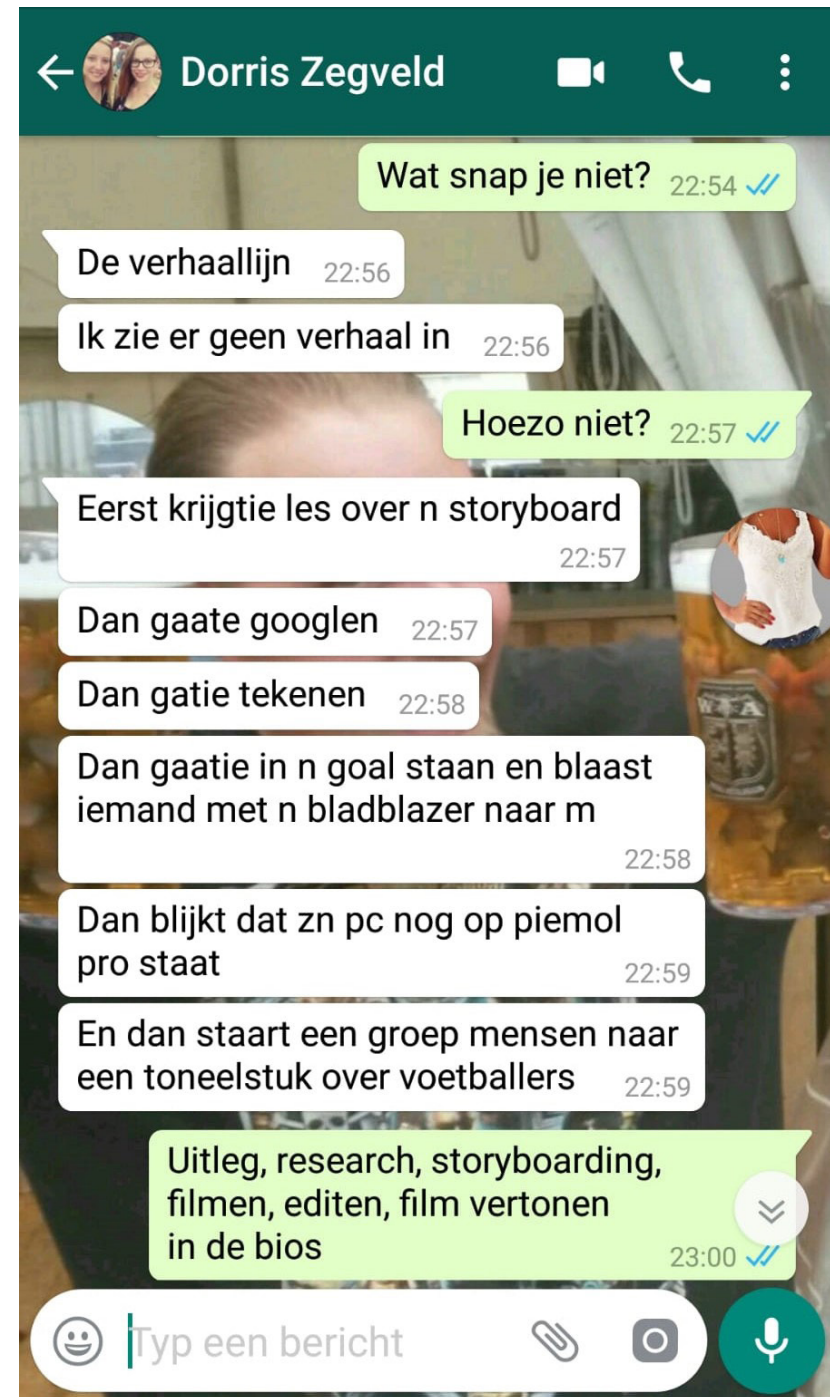 Dorris Zegveld
Wat snap je niet? 22:54
De verhaallijn 22:56
Ik zie er geen verhaal in 22:56
Hoezo niet? 22:57
Eerst krijgtie les over n storyboard
22:57
Dan gaate googlen 22:57
Dan gatie tekenen 22:58
Dan gaatie in n goal staan en blaast
iemand met n bladblazer naar m
22:58
Dan blijkt dat zn pc nog op piemol
pro staat 22:59
En dan staart een groep mensen naar
een toneelstuk over voetballers 22:59
Uitleg, research, storyboarding,
filmen, editen, film vertonen
in de bios 23:00
Typ een bericht